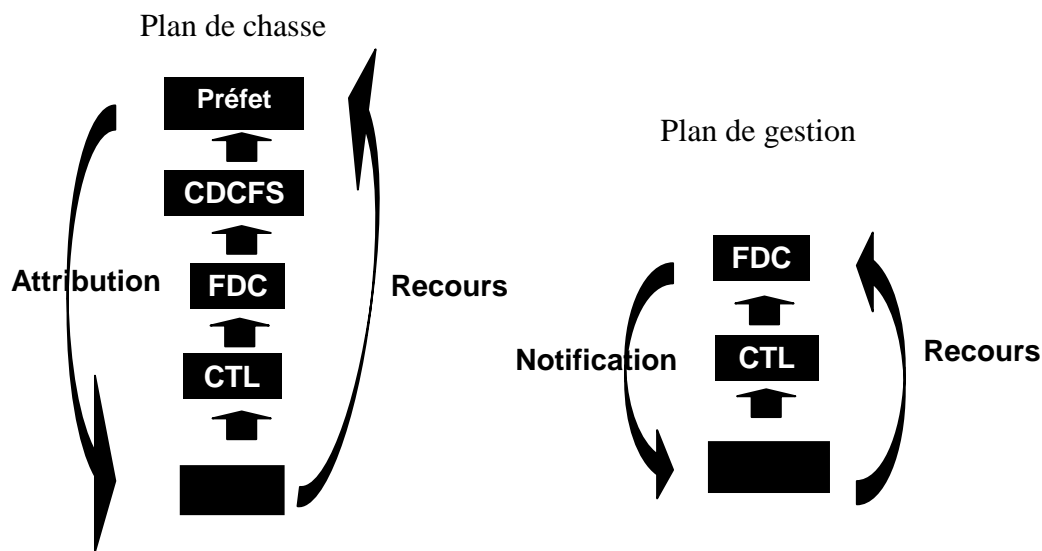 Plan de chasse
Préfet
CDCFS
Attribution
FDC
Recours
CTL
Plan de gestion
FDC
Notification
CTL
Recours